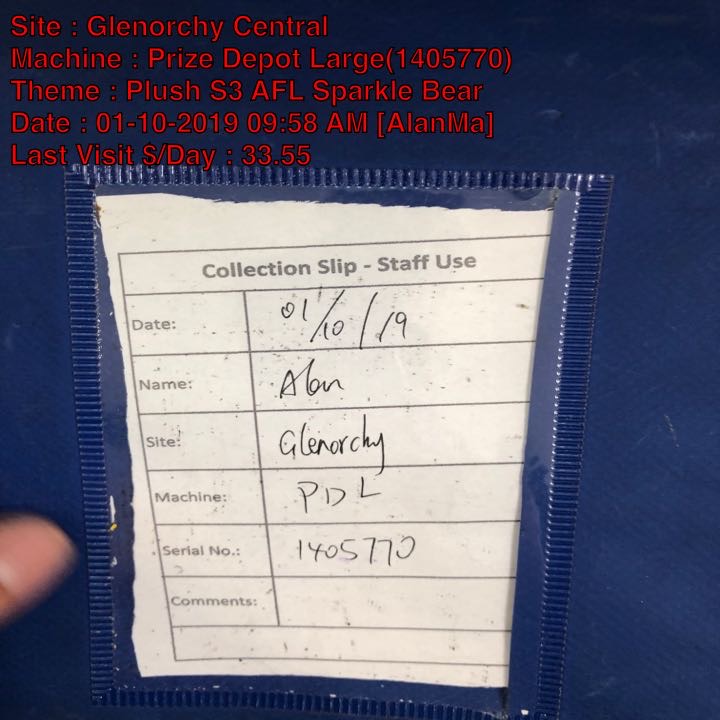 Site : Glenorchy Central
Machine : Prize Depot Large(1405770)
Theme : Plush S3 AFL Sparkle Bear
Date : 01-10-2019 09:58 AM [AlanMa]
Last Visit $/Day : 33.55
Collection Slip - Staff Use
Date: 01/10/19
Name: Alan
Site: Glenorchy
Machine: PDL
Serial No.: 1405770
Comments: